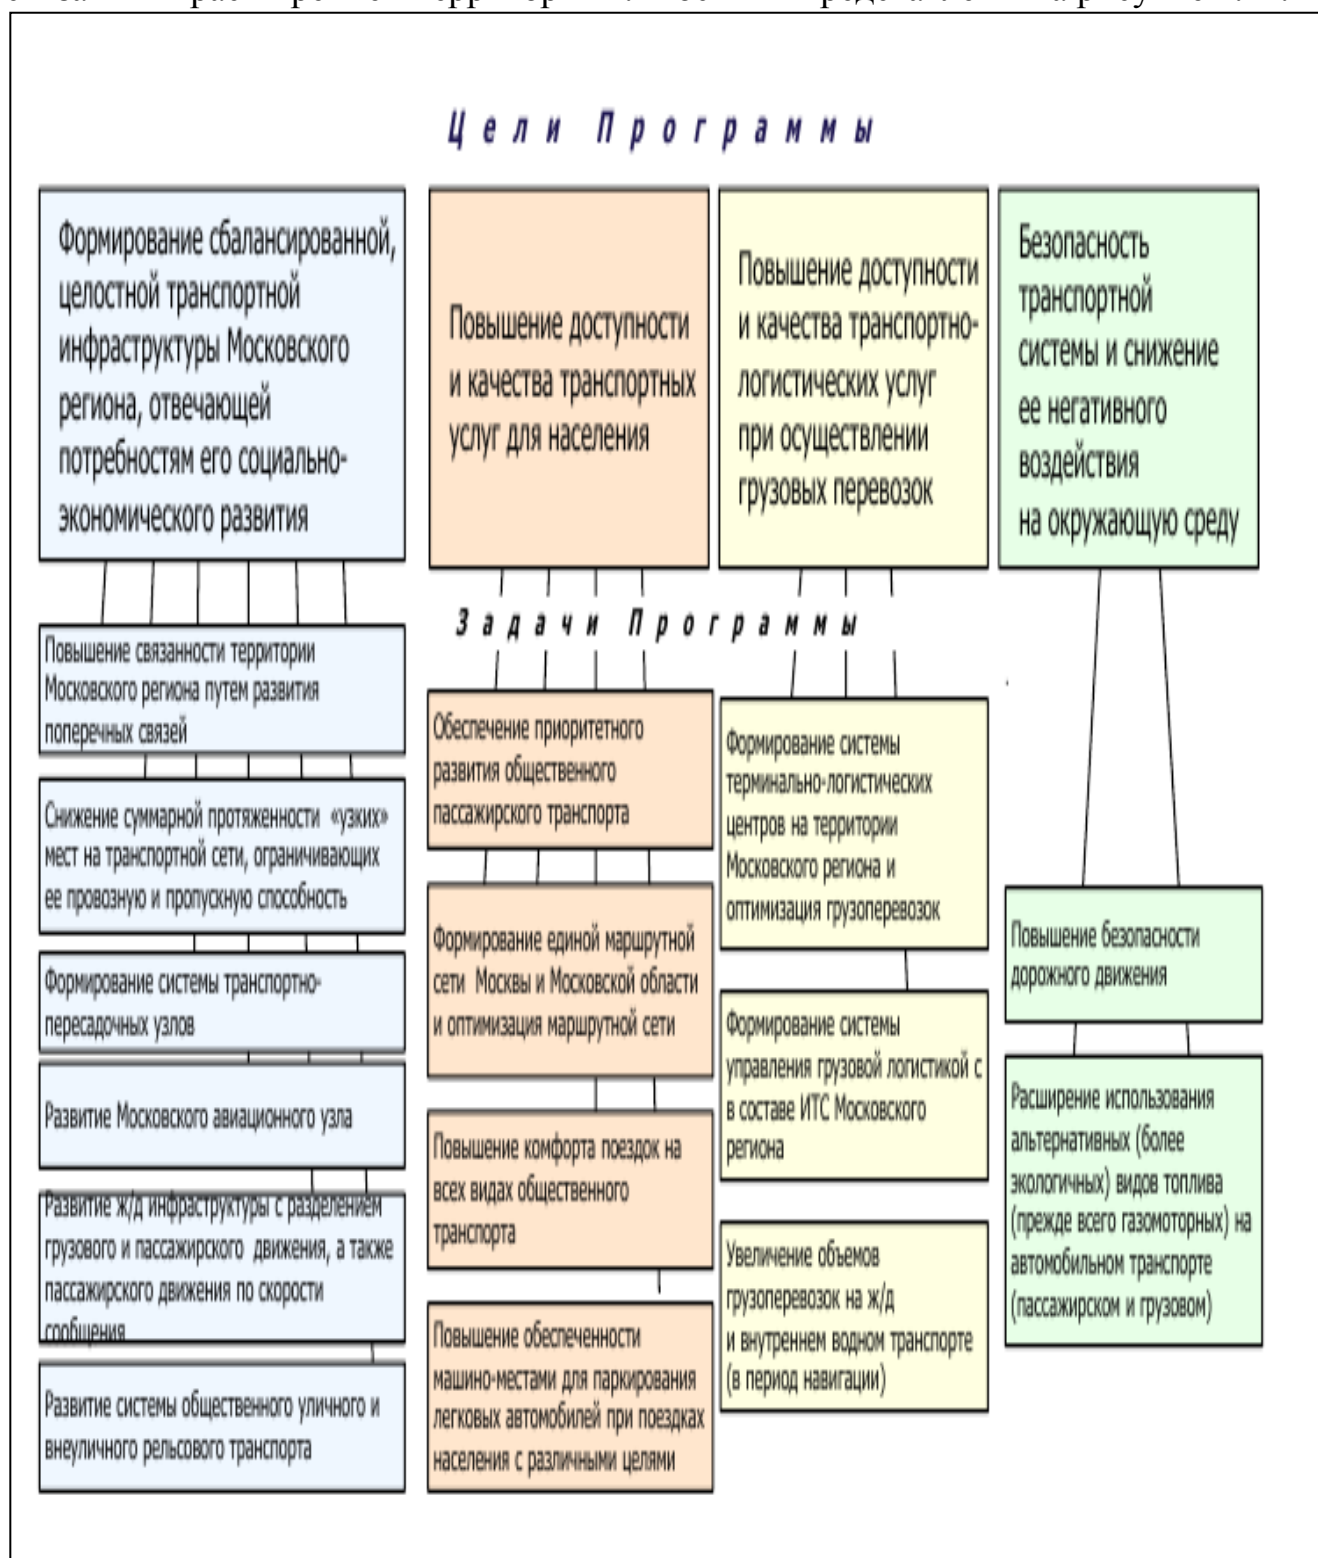 Цели Программы
Формирование сбалансированной,
целостной транспортной
инфраструктуры Московского
региона, отвечающей
потребностям его социально-
экономического развития
Повышение доступности
и качества транспортных
услуг для населения
Повышение доступности
и качества транспортно-
логистических услуг
при осуществлении
грузовых перевозок
Безопасность
транспортной
системы и снижение
ее негативного
воздействия
на окружающую среду
Задачи Программы
Повышение связанности территории
Московского региона путем развития
поперечных связей
Снижение суммарной протяженности «узких»
мест на транспортной сети, ограничивающих
ее провозную и пропускную способность
Формирование системы транспортно-
пересадочных узлов
Развитие Московского авиационного узла
Развитие ж/д инфраструктуры с разделением
грузового и пассажирского движения, а также
пассажирского движения по скорости
сообщения
Развитие системы общественного уличного и
внеуличного рельсового транспорта
Обеспечение приоритетного
развития общественного
пассажирского транспорта
Формирование единой маршрутной
сети Москвы и Московской области
и оптимизация маршрутной сети
Повышение комфорта поездок на
всех видах общественного
транспорта
Повышение обеспеченности
машино-местами для паркирования
легковых автомобилей при поездках
населения с различными целями
Формирование системы
терминально-логистических
центров на территории
Московского региона и
оптимизация грузоперевозок
Формирование системы
управления грузовой логистикой с
в составе ИТС Московского
региона
Увеличение объемов
грузоперевозок на ж/д
и внутреннем водном транспорте
(в период навигации)
Повышение безопасности
дорожного движения
Расширение использования
альтернативных (более
экологичных) видов топлива
(прежде всего газомоторных) на
автомобильном транспорте
(пассажирском и грузовом)